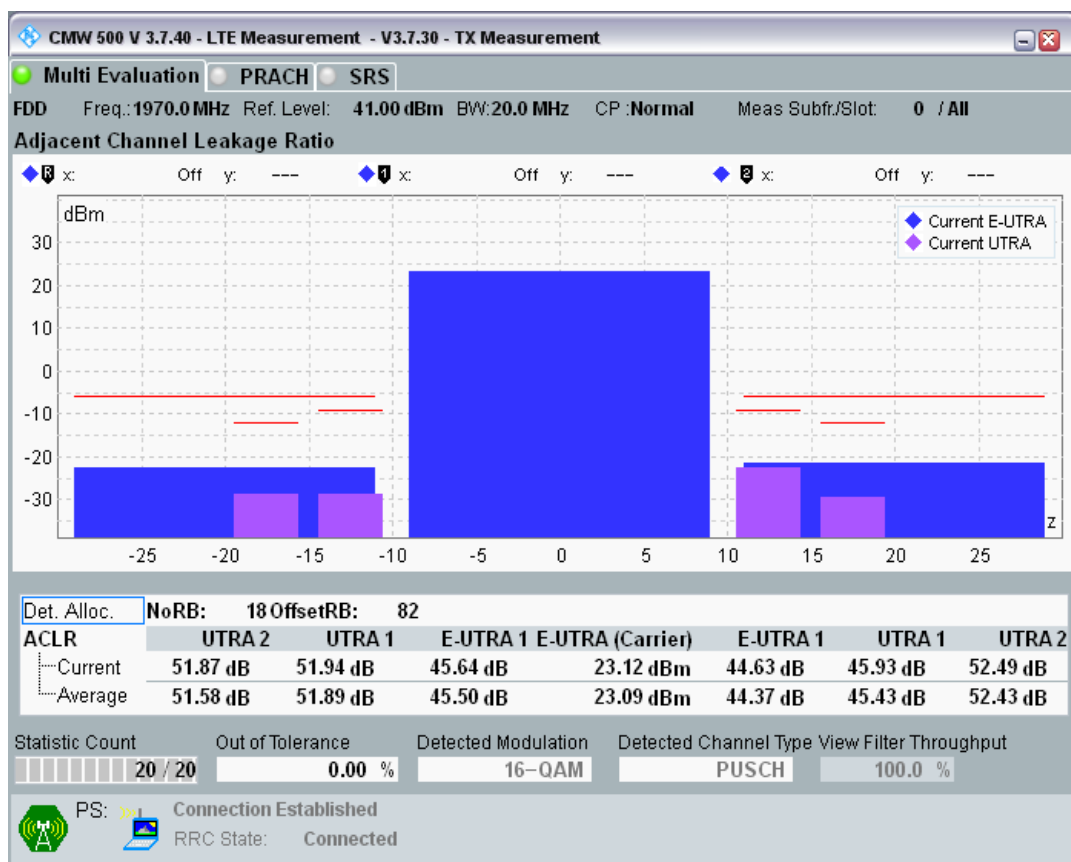 CMW 500 V 3.7.40 - LTE Measurement - V3.7.30 - TX Measurement
Multi Evaluation PRACH SRS
FDD Freq.:1970.0 MHz Ref. Level: 41.00 dBm BW:20.0 MHz CP :Normal Meas Subfr./Slot: 0 / All
Adjacent Channel Leakage Ratio
R x: Off y: --- 1 x: Off y: --- 2 x: Off y: ---
dBm
Current E-UTRA
Current UTRA
30
20
10
0
-10
-20
-30
z
-25 -20 -15 -10 -5 0 5 10 15 20 25
Det. Alloc. NoRB: 18 OffsetRB: 82
ACLR UTRA 2 UTRA 1 E-UTRA 1 E-UTRA (Carrier) E-UTRA 1 UTRA 1 UTRA 2
Current 51.87 dB 51.94 dB 45.64 dB 23.12 dBm 44.63 dB 45.93 dB 52.49 dB
Average 51.58 dB 51.89 dB 45.50 dB 23.09 dBm 44.37 dB 45.43 dB 52.43 dB
Statistic Count Out of Tolerance Detected Modulation Detected Channel Type View Filter Throughput
20 / 20 0.00 % 16-QAM PUSCH 100.0 %
PS: Connection Established
RRC State: Connected